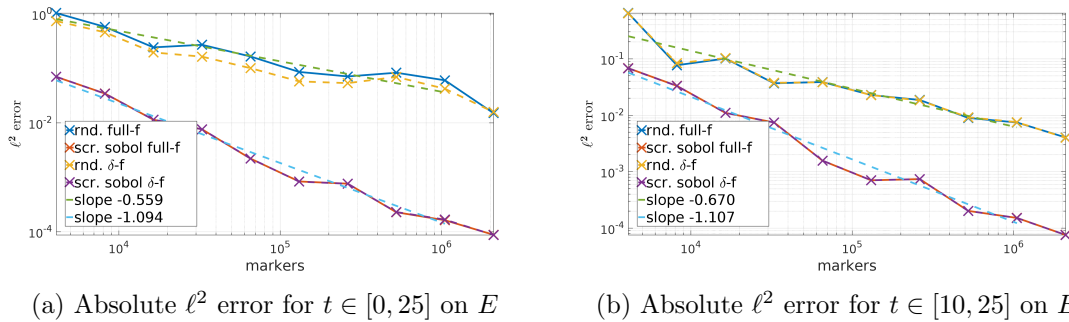 10^0
10^-2
10^-4
ℓ² error
rnd. full-f
scr. sobol full-f
rnd. δ-f
scr. sobol δ-f
slope -0.559
slope -1.094
10^4
10^5
10^6
markers
(a) Absolute ℓ² error for t ∈ [0, 25] on E
10^0
10^-1
10^-2
10^-3
10^-4
ℓ² error
rnd. full-f
scr. sobol full-f
rnd. δ-f
scr. sobol δ-f
slope -0.670
slope -1.107
10^5
10^6
markers
(b) Absolute ℓ² error for t ∈ [10, 25] on E